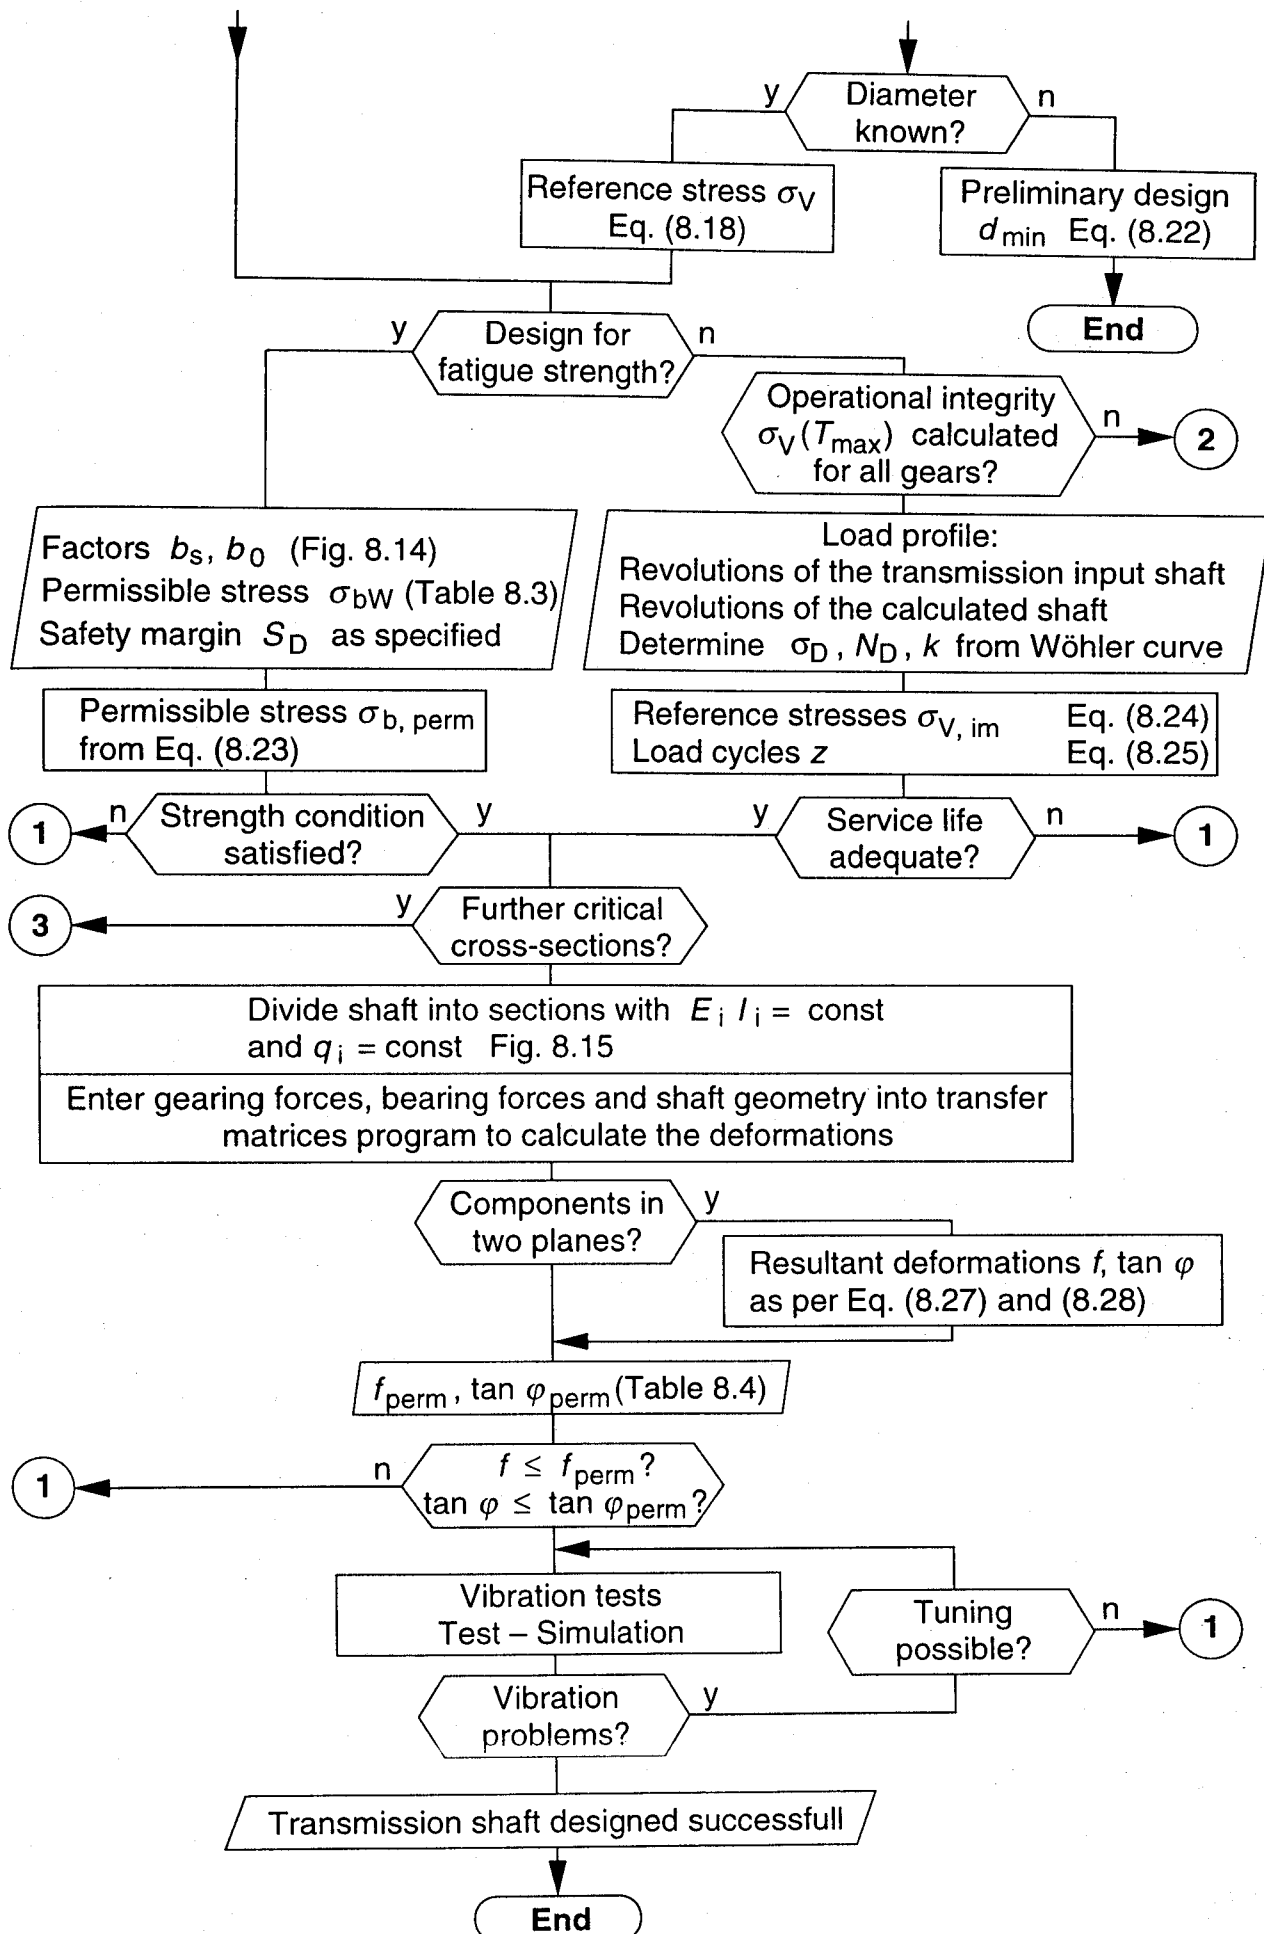 y
Diameter
known?
n
Reference stress σV
Eq. (8.18)
Preliminary design
dmin Eq. (8.22)
End
y
Design for
fatigue strength?
n
Operational integrity
σV(Tmax) calculated
for all gears?
n
2
Factors bs, b0 (Fig. 8.14)
Permissible stress σbW (Table 8.3)
Safety margin SD as specified
Load profile:
Revolutions of the transmission input shaft
Revolutions of the calculated shaft
Determine σD, ND, k from Wöhler curve
Permissible stress σb, perm
from Eq. (8.23)
Reference stresses σV, im Eq. (8.24)
Load cycles z Eq. (8.25)
1
n
Strength condition
satisfied?
y
y
Service life
adequate?
n
1
3
y
Further critical
cross-sections?
Divide shaft into sections with Ei Ii = const
and qi = const Fig. 8.15
Enter gearing forces, bearing forces and shaft geometry into transfer
matrices program to calculate the deformations
Components in
two planes?
y
Resultant deformations f, tan φ
as per Eq. (8.27) and (8.28)
fperm, tan φperm (Table 8.4)
1
n
f ≤ fperm?
tan φ ≤ tan φperm?
Vibration tests
Test – Simulation
Tuning
possible?
n
1
Vibration
problems?
y
Transmission shaft designed successfull
End